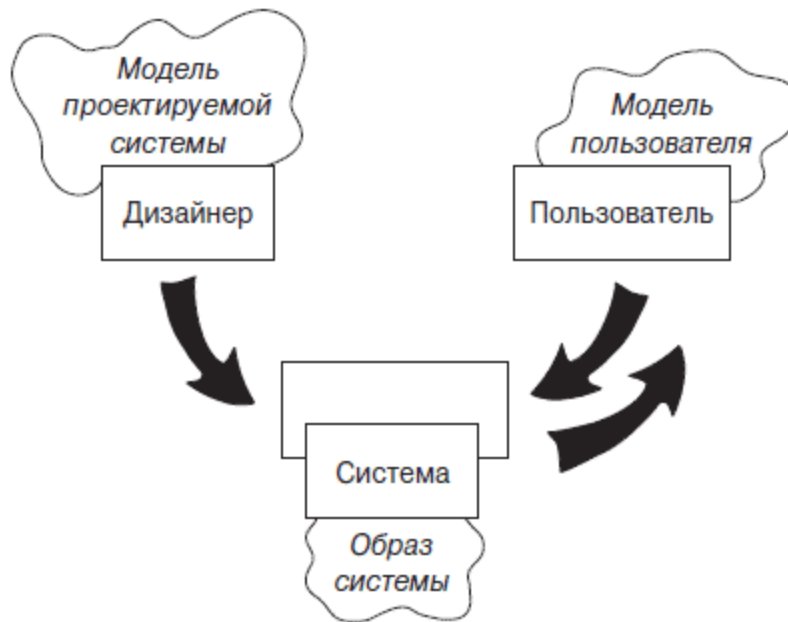 Модель
проектируемой
системы
Дизайнер
Модель
пользователя
Пользователь
Система
Образ
системы